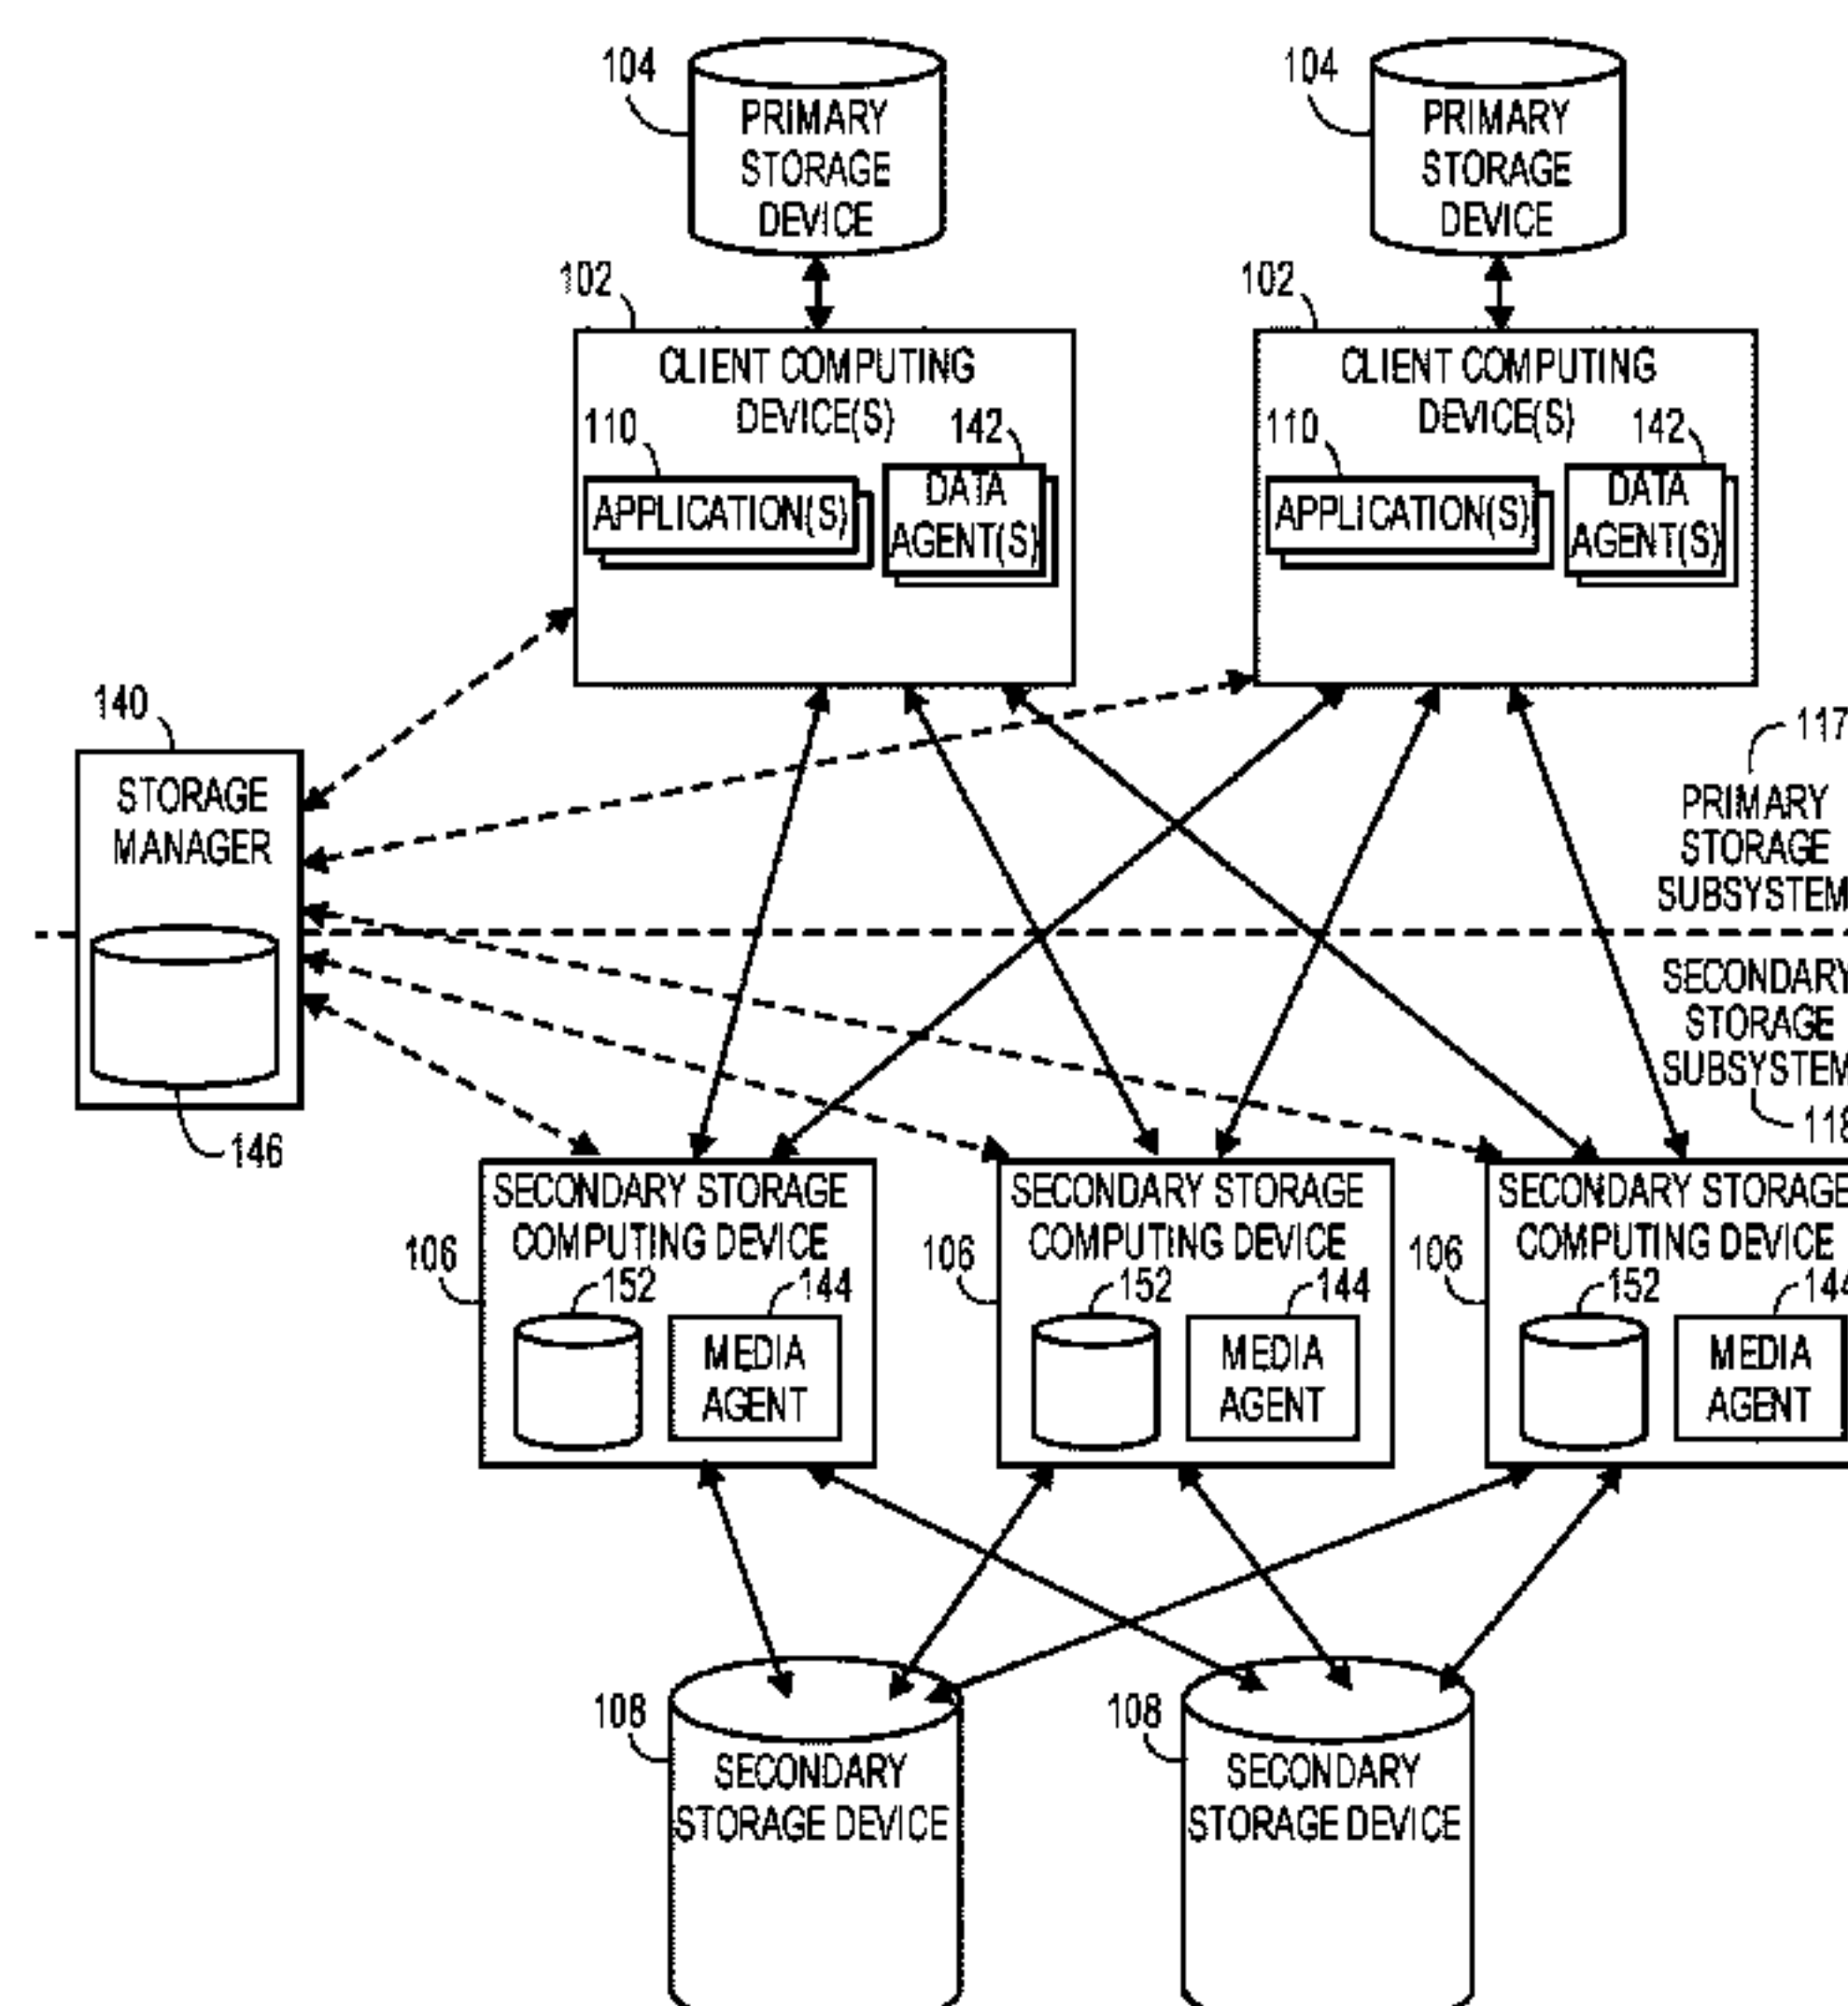 104
PRIMARY
STORAGE
DEVICE
104
PRIMARY
STORAGE
DEVICE
102
CLIENT COMPUTING
DEVICE(S)
110
142
APPLICATION(S)
DATA
AGENT(S)
102
CLIENT COMPUTING
DEVICE(S)
110
142
APPLICATION(S)
DATA
AGENT(S)
140
STORAGE
MANAGER
146
117
PRIMARY
STORAGE
SUBSYSTEM
SECONDARY
STORAGE
SUBSYSTEM
118
SECONDARY STORAGE
COMPUTING DEVICE
106
152
144
MEDIA
AGENT
SECONDARY STORAGE
COMPUTING DEVICE
106
152
144
MEDIA
AGENT
SECONDARY STORAGE
COMPUTING DEVICE
106
152
144
MEDIA
AGENT
108
SECONDARY
STORAGE DEVICE
108
SECONDARY
STORAGE DEVICE